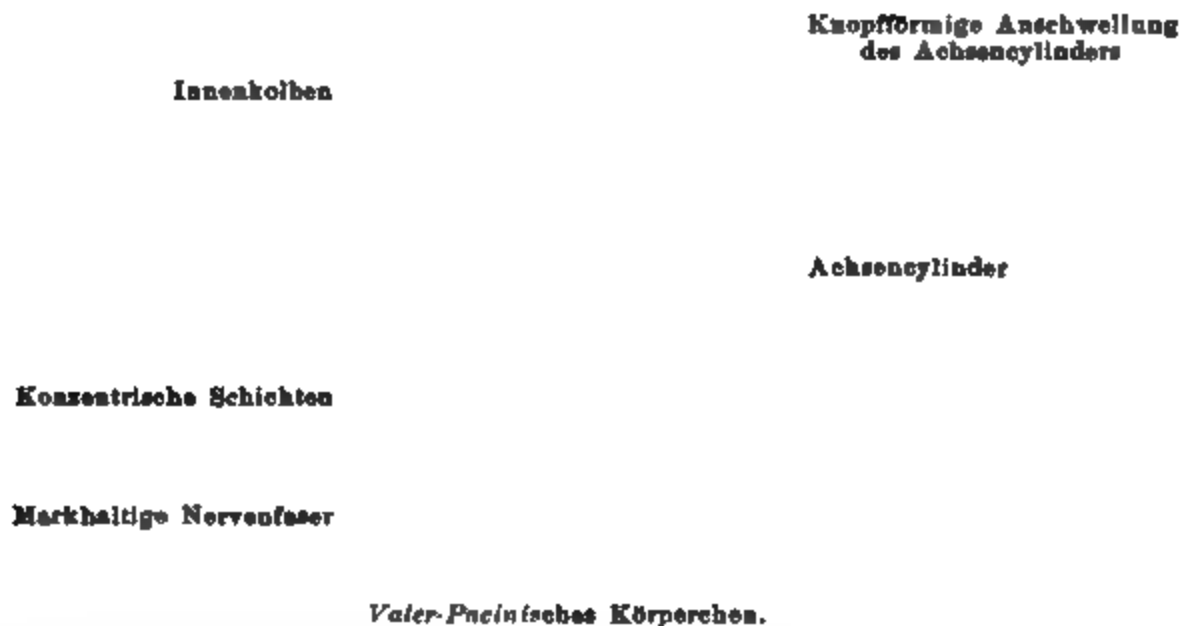 Knopfförmige Anschwellung
des Achsencylinders
Innenkolben
Achsencylinder
Konzentrische Schichten
Markhaltige Nervenfaser
Vater-Pacinisches Körperchen.